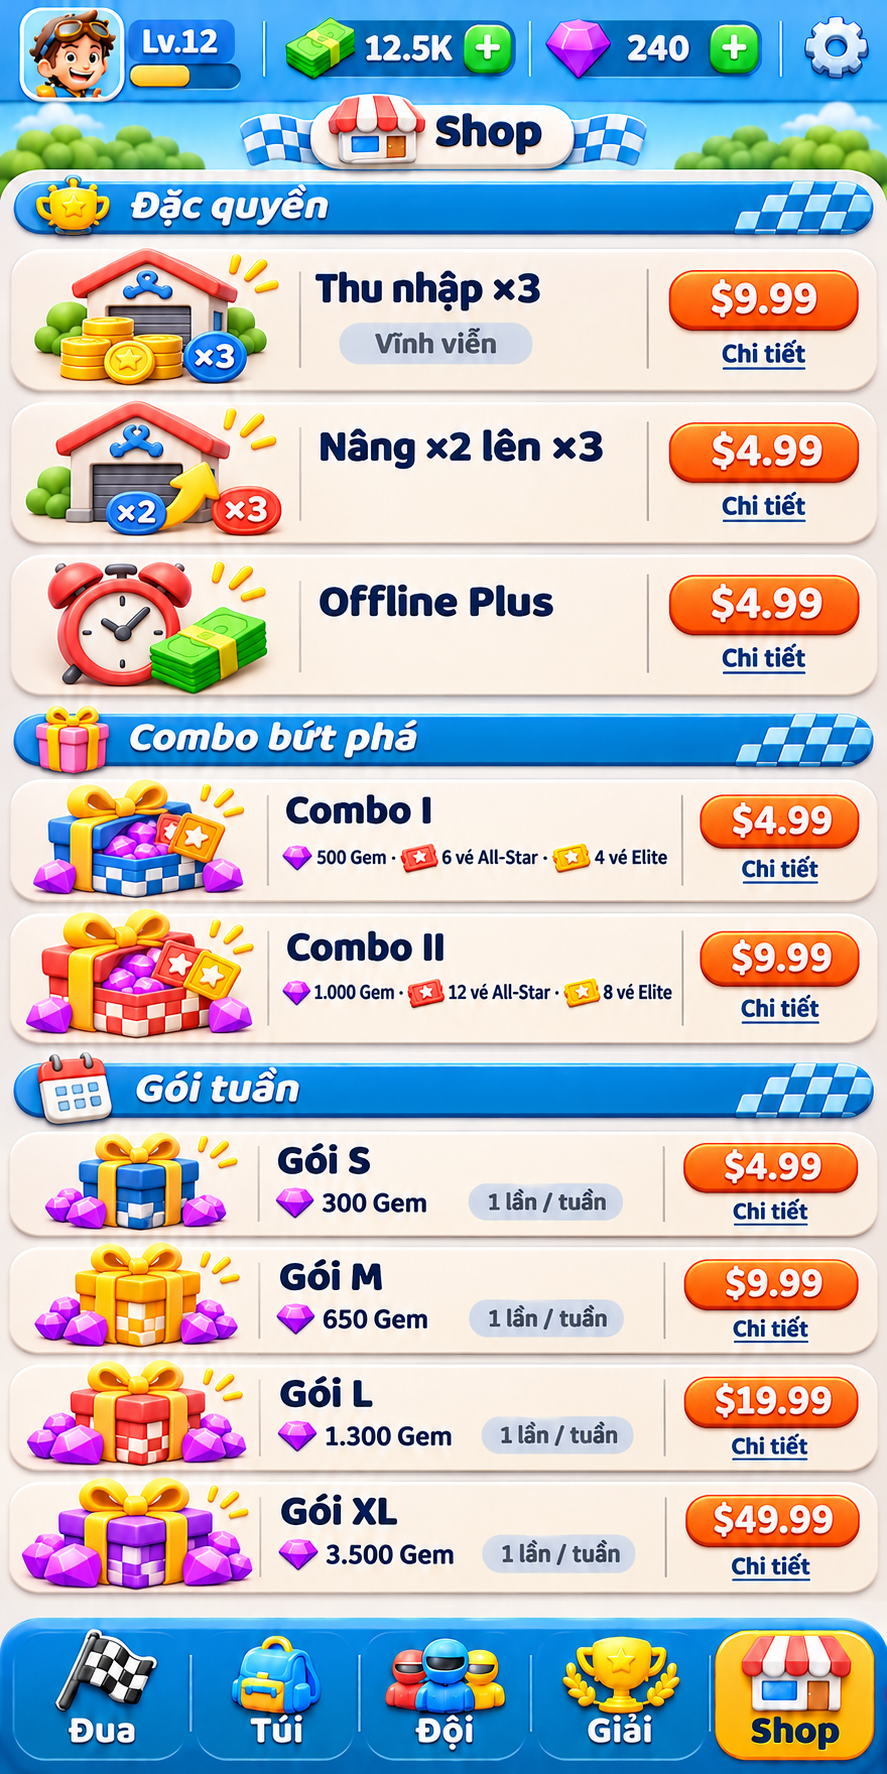 Lv.12
12.5K
240
Shop
Đặc quyền
Thu nhập ×3
Vĩnh viễn
×3
$9.99
Chi tiết
Nâng ×2 lên ×3
×2
×3
$4.99
Chi tiết
Offline Plus
$4.99
Chi tiết
Combo bứt phá
Combo I
500 Gem · 6 vé All-Star · 4 vé Elite
$4.99
Chi tiết
Combo II
1.000 Gem · 12 vé All-Star · 8 vé Elite
$9.99
Chi tiết
Gói tuần
Gói S
300 Gem
1 lần / tuần
$4.99
Chi tiết
Gói M
650 Gem
1 lần / tuần
$9.99
Chi tiết
Gói L
1.300 Gem
1 lần / tuần
$19.99
Chi tiết
Gói XL
3.500 Gem
1 lần / tuần
$49.99
Chi tiết
Đua
Túi
Đội
Giải
Shop